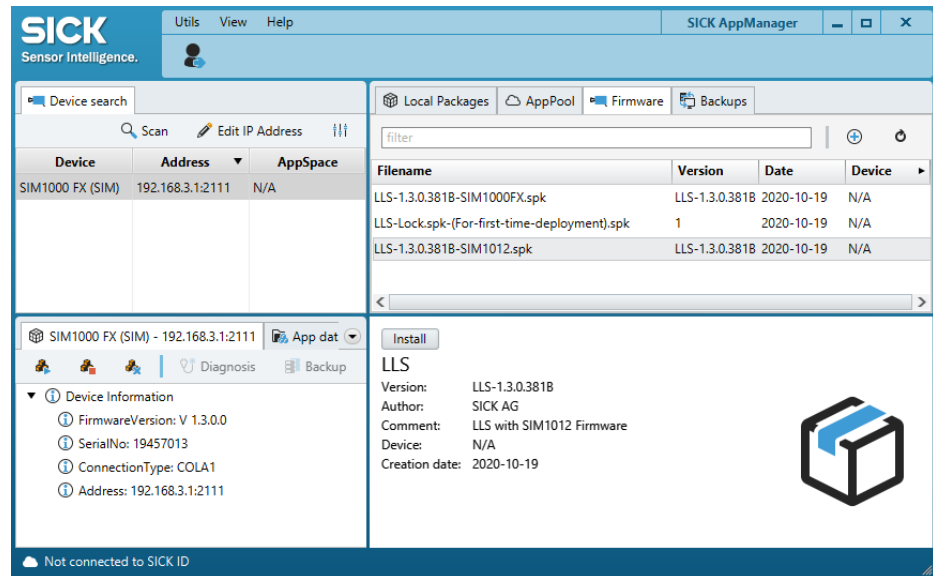 SICK
Sensor Intelligence.
Utils View Help
SICK AppManager
Device search
Scan Edit IP Address
Device Address AppSpace
SIM1000 FX (SIM) 192.168.3.1:2111 N/A
Local Packages AppPool Firmware Backups
filter
Filename Version Date Device
LLS-1.3.0.381B-SIM1000FX.spk LLS-1.3.0.381B 2020-10-19 N/A
LLS-Lock.spk-(For-first-time-deployment).spk 1 2020-10-19 N/A
LLS-1.3.0.381B-SIM1012.spk LLS-1.3.0.381B 2020-10-19 N/A
SIM1000 FX (SIM) - 192.168.3.1:2111 App dat
Diagnosis Backup
Device Information
FirmwareVersion: V 1.3.0.0
SerialNo: 19457013
ConnectionType: COLA1
Address: 192.168.3.1:2111
Install
LLS
Version: LLS-1.3.0.381B
Author: SICK AG
Comment: LLS with SIM1012 Firmware
Device: N/A
Creation date: 2020-10-19
Not connected to SICK ID